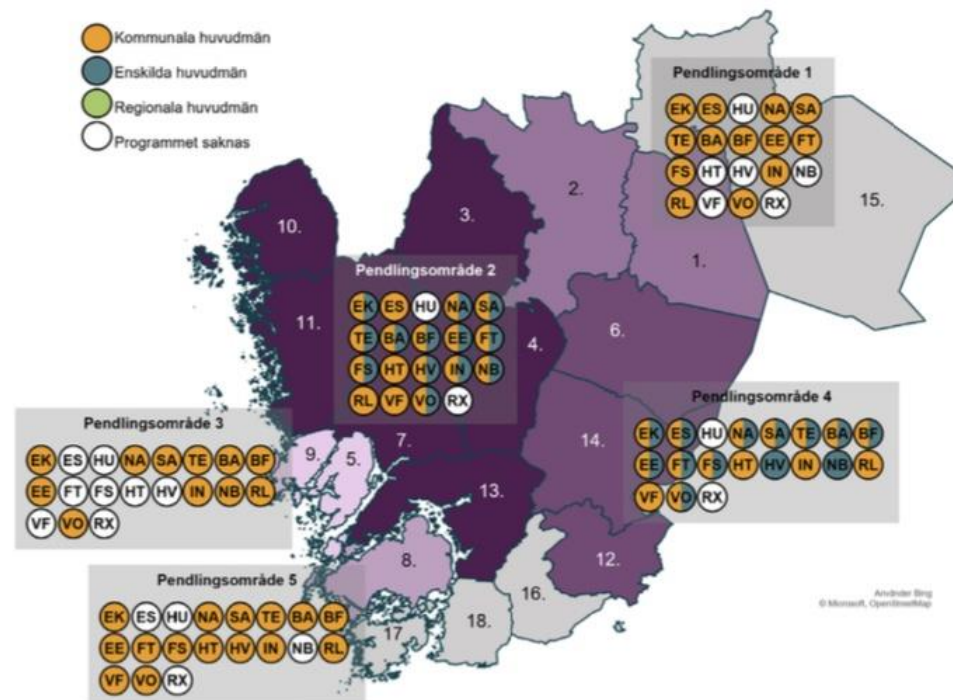 Kommunala huvudmän
Enskilda huvudmän
Regionala huvudmän
Programmet saknas
Pendlingsområde 1
EK ES HU NA SA
TE BA BF EE FT
FS HT HV IN NB
RL VF VO RX
15.
2.
3.
10.
1.
Pendlingsområde 2
EK ES HU NA SA
TE BA BF EE FT
FS HT HV IN NB
RL VF VO RX
11.
4.
6.
Pendlingsområde 4
EK ES HU NA SA TE BA BF
EE FT FS HT HV IN NB RL
VF VO RX
Pendlingsområde 3
EK ES HU NA SA TE BA BF
EE FT FS HT HV IN NB RL
VF VO RX
9.
5.
7.
14.
13.
8.
12.
Pendlingsområde 5
EK ES HU NA SA TE BA BF
EE FT FS HT HV IN NB RL
VF VO RX
16.
17
18.
Använder Bing
© Microsoft, OpenStreetMap